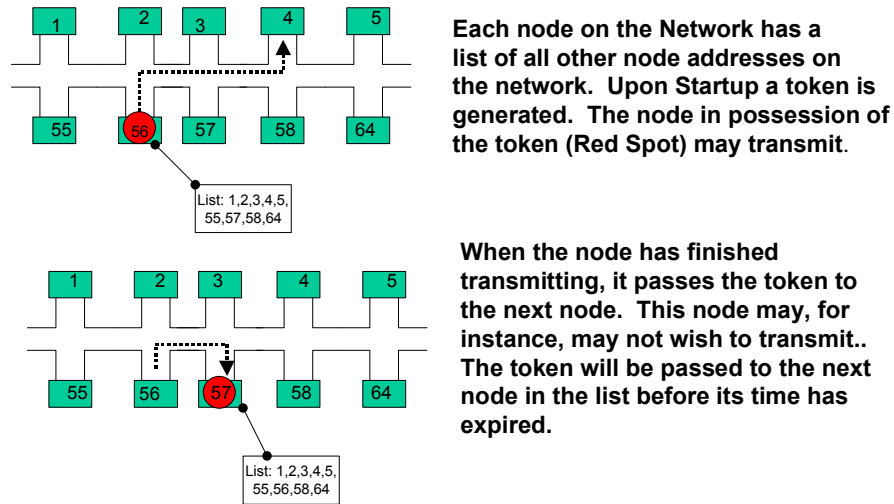 1 2 3 4 5
Each node on the Network has a
list of all other node addresses on
the network. Upon Startup a token is
generated. The node in possession of
the token (Red Spot) may transmit.
55 56 57 58 64
List: 1,2,3,4,5,
55,57,58,64
When the node has finished
transmitting, it passes the token to
the next node. This node may, for
instance, may not wish to transmit..
The token will be passed to the next
node in the list before its time has
expired.
1 2 3 4 5
55 56 57 58 64
List: 1,2,3,4,5,
55,56,58,64